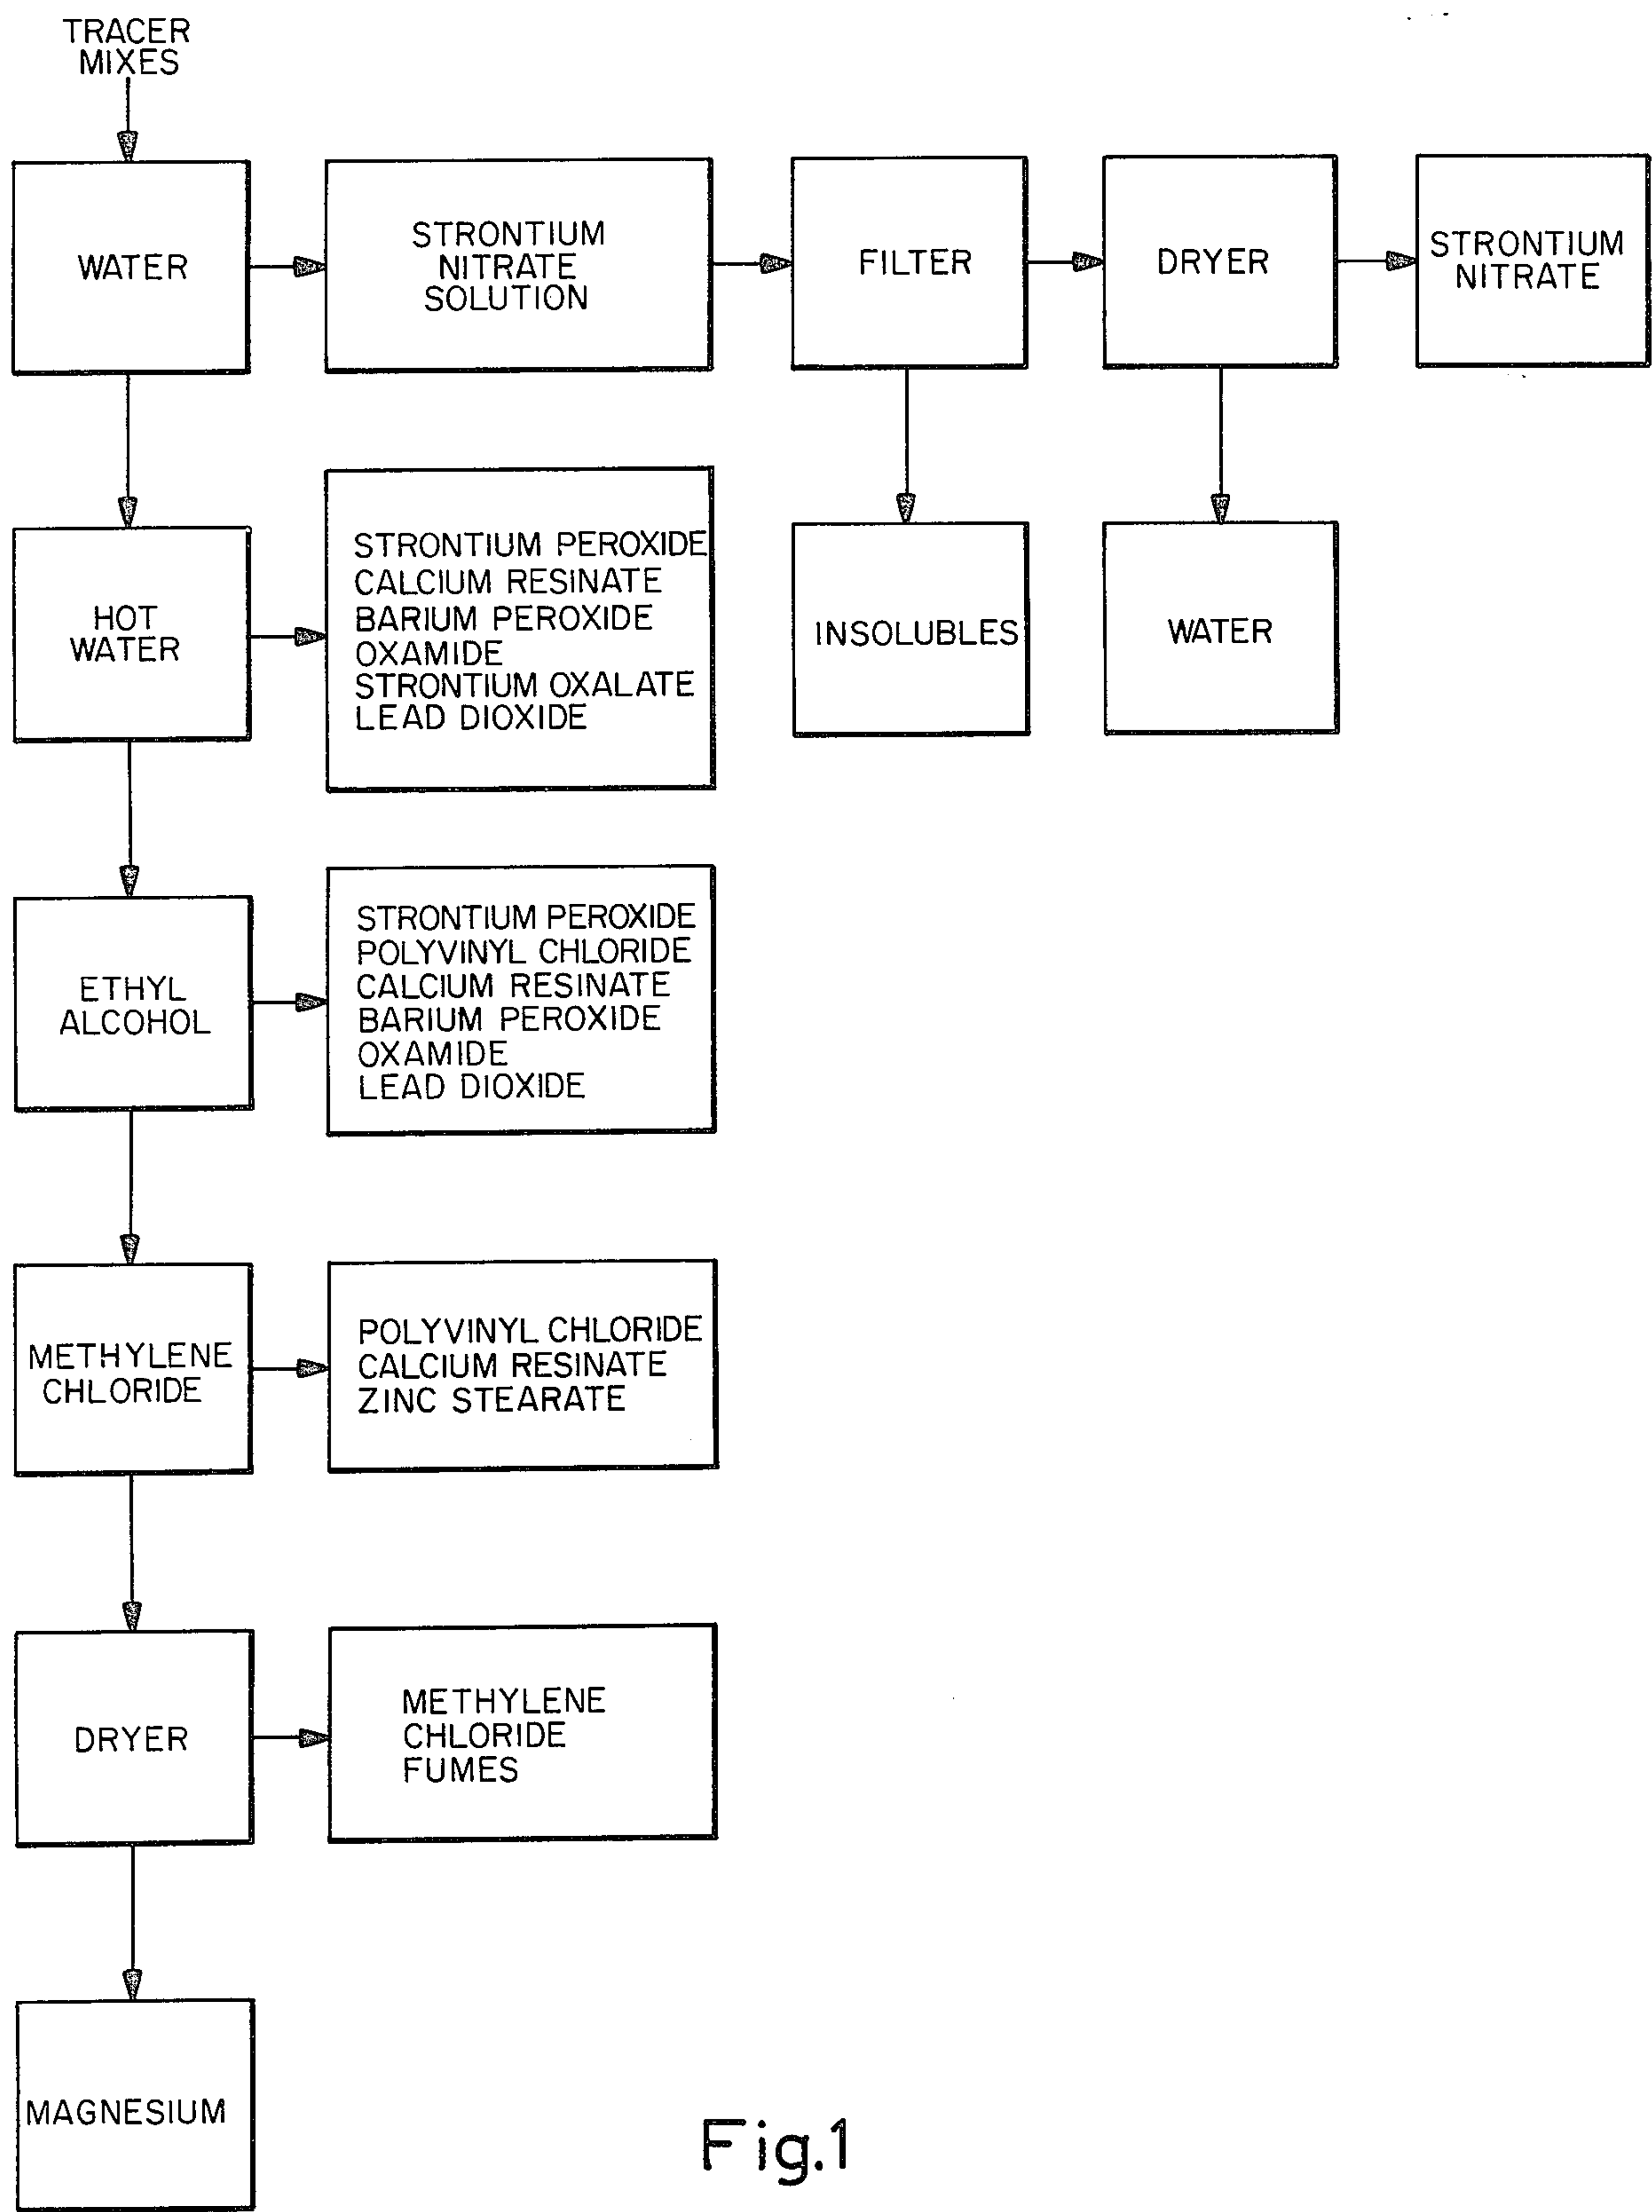 TRACER
MIXES
WATER
STRONTIUM
NITRATE
SOLUTION
FILTER
DRYER
STRONTIUM
NITRATE
HOT
WATER
STRONTIUM PEROXIDE
CALCIUM RESINATE
BARIUM PEROXIDE
OXAMIDE
STRONTIUM OXALATE
LEAD DIOXIDE
INSOLUBLES
WATER
ETHYL
ALCOHOL
STRONTIUM PEROXIDE
POLYVINYL CHLORIDE
CALCIUM RESINATE
BARIUM PEROXIDE
OXAMIDE
LEAD DIOXIDE
METHYLENE
CHLORIDE
POLYVINYL CHLORIDE
CALCIUM RESINATE
ZINC STEARATE
DRYER
METHYLENE
CHLORIDE
FUMES
MAGNESIUM
Fig.1